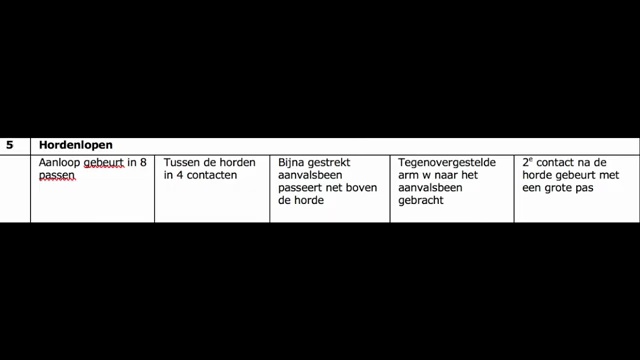 5 Hordenlopen
Aanloop gebeurt in 8
passen
Tussen de horden
in 4 contacten
Bijna gestrekt
aanvalsbeen
passeert net boven
de horde
Tegenovergestelde
arm w naar het
aanvalsbeen
gebracht
2e contact na de
horde gebeurt met
een grote pas